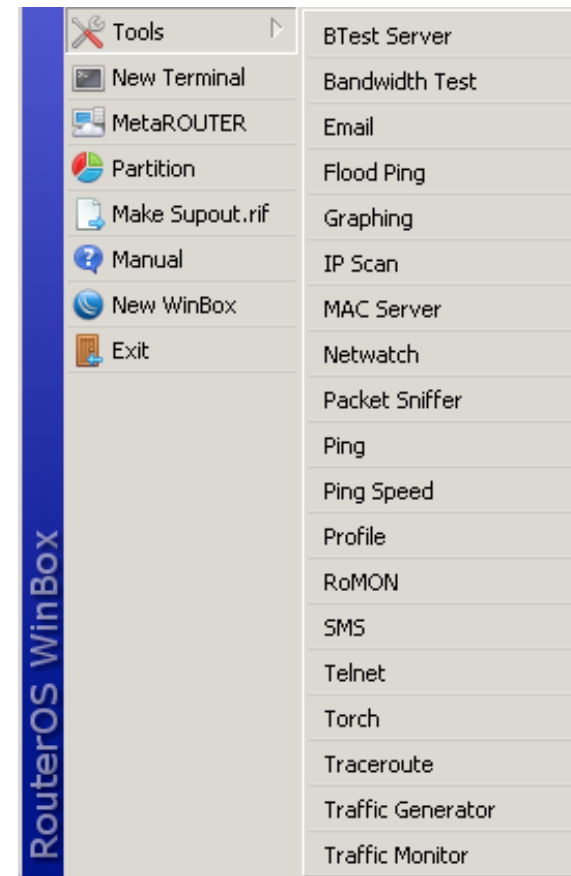 Tools
New Terminal
MetaROUTER
Partition
Make Supout.rif
Manual
New WinBox
Exit
BTest Server
Bandwidth Test
Email
Flood Ping
Graphing
IP Scan
MAC Server
Netwatch
Packet Sniffer
Ping
Ping Speed
Profile
RoMON
SMS
Telnet
Torch
Traceroute
Traffic Generator
Traffic Monitor
RouterOS WinBox